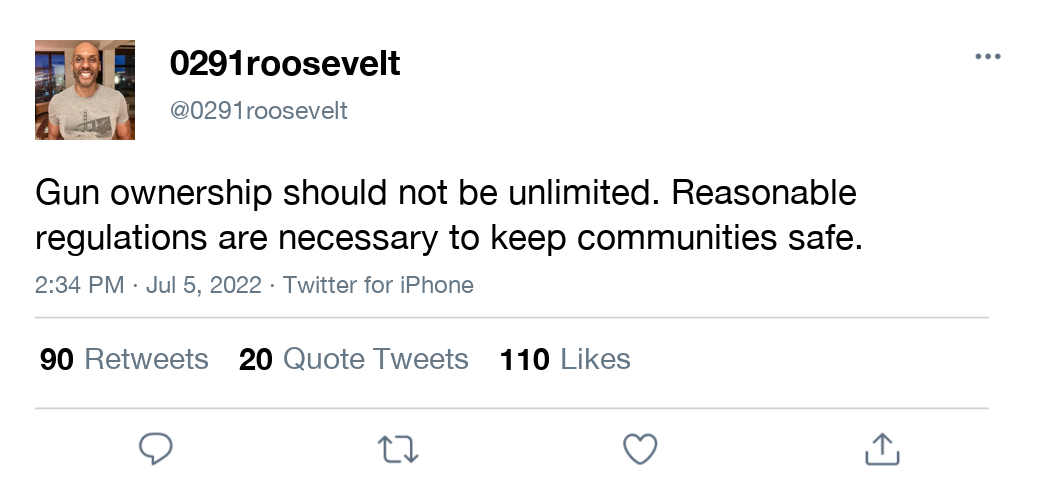 0291roosevelt
@0291roosevelt
Gun ownership should not be unlimited. Reasonable
regulations are necessary to keep communities safe.
2:34 PM · Jul 5, 2022 · Twitter for iPhone
90 Retweets 20 Quote Tweets 110 Likes